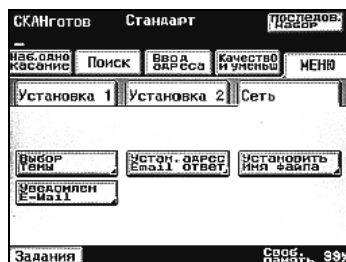 СКАНготов Стандарт Последов. Набор
Наб.одно касание Поиск Ввод адреса Качество и уменьш МЕНЮ
Установка 1 Установка 2 Сеть
Выбор темы Устан.адрес Email ответ Установить имя файла
Уведомлен E-Mail
Задания Своб. память 99%